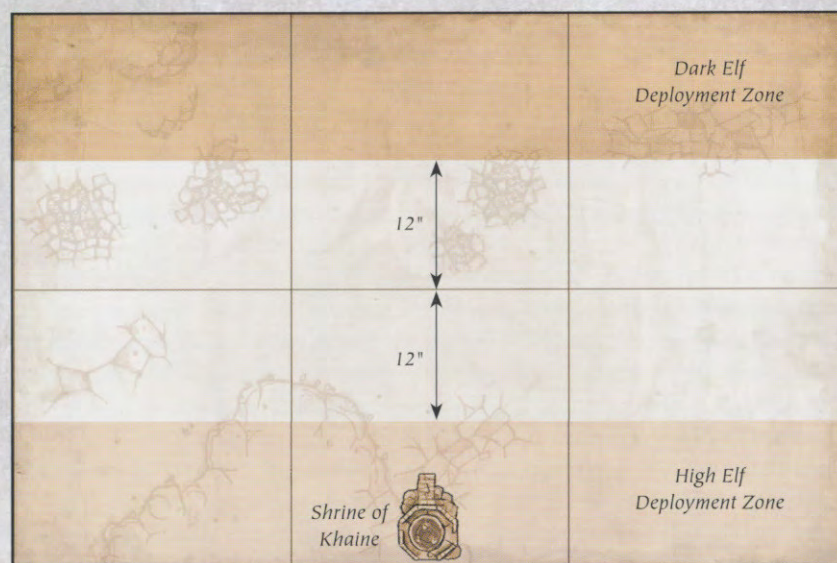 Dark Elf
Deployment Zone
12"
12"
Shrine of
Khaine
High Elf
Deployment Zone